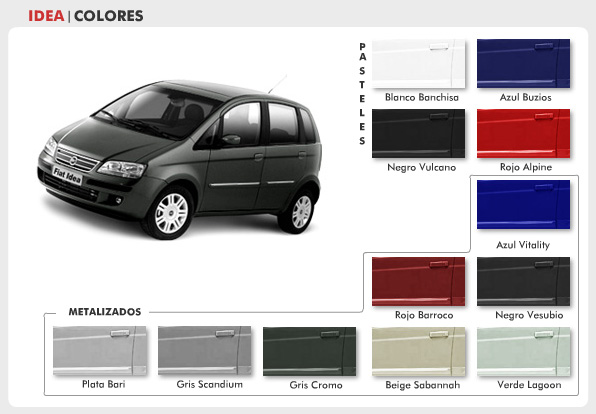 IDEA | COLORES
PASTELES
Blanco Banchisa
Azul Buzios
Negro Vulcano
Rojo Alpine
Azul Vitality
Rojo Barroco
Negro Vesubio
METALIZADOS
Plata Bari
Gris Scandium
Gris Cromo
Beige Sabannah
Verde Lagoon
Fiat Idea